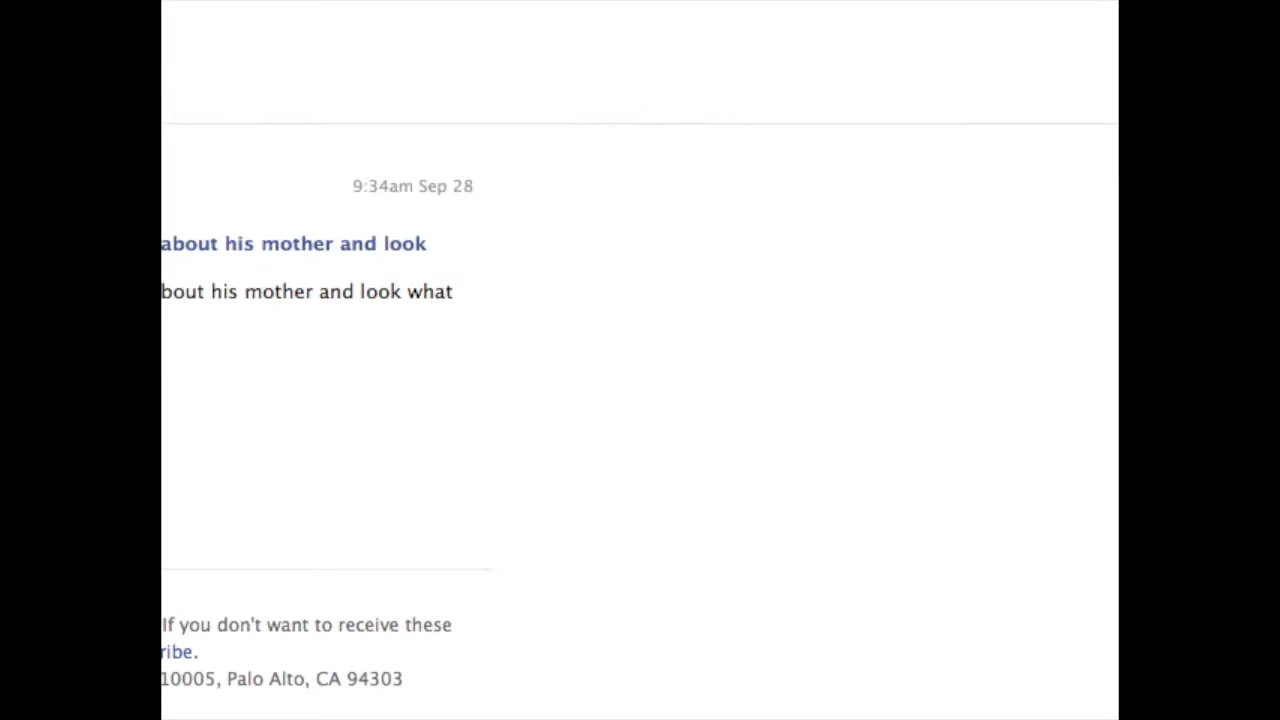 9:34am Sep 28
about his mother and look
bout his mother and look what
If you don't want to receive these
ribe.
10005, Palo Alto, CA 94303